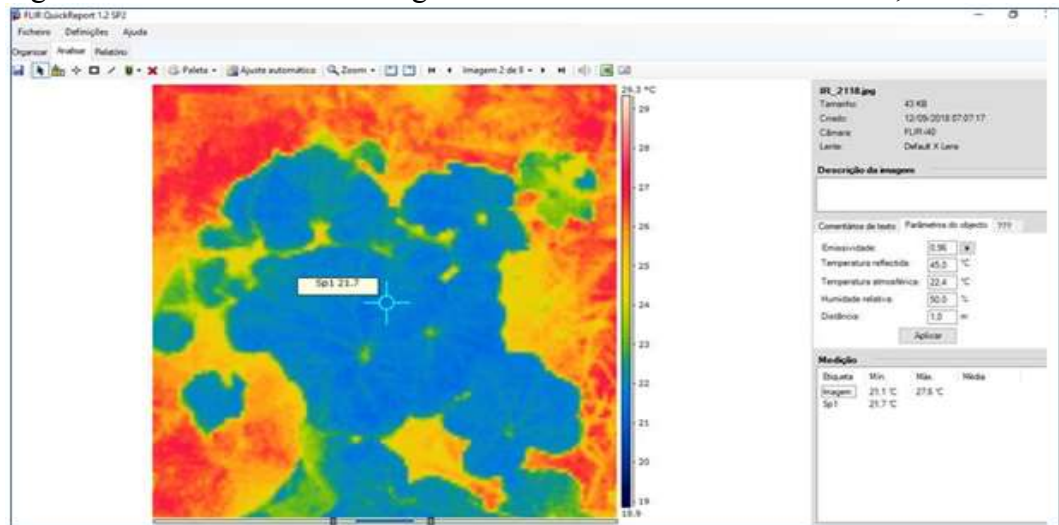 FLIR QuickReport 1.2 SP2
Ficheiro Definições Ajuda
Organizar Analisar Relatório
Paleta Ajuste automático Zoom Imagem 2 de
29.3 °C
29
28
27
26
25
24
23
22
21
20
19
18.9
Sp1 21.7
IR_2118.jpg
Tamanho: 43 KB
Criado: 12/09/2018 07:07:17
Câmara:
Lente: Default X Lens
Descrição da imagem
Comentários de texto Parâmetros do objecto ???
Emissividade: 0,96
Temperatura reflectida: 45,0 °C
Temperatura atmosférica: 22,4 °C
Humidade relativa: 50,0 %
Distância: 1,0 m
Aplicar
Medição
Etiqueta Min. Máx. Média
Imagem 21.1 °C 27.6 °C
Sp1 21.7 °C